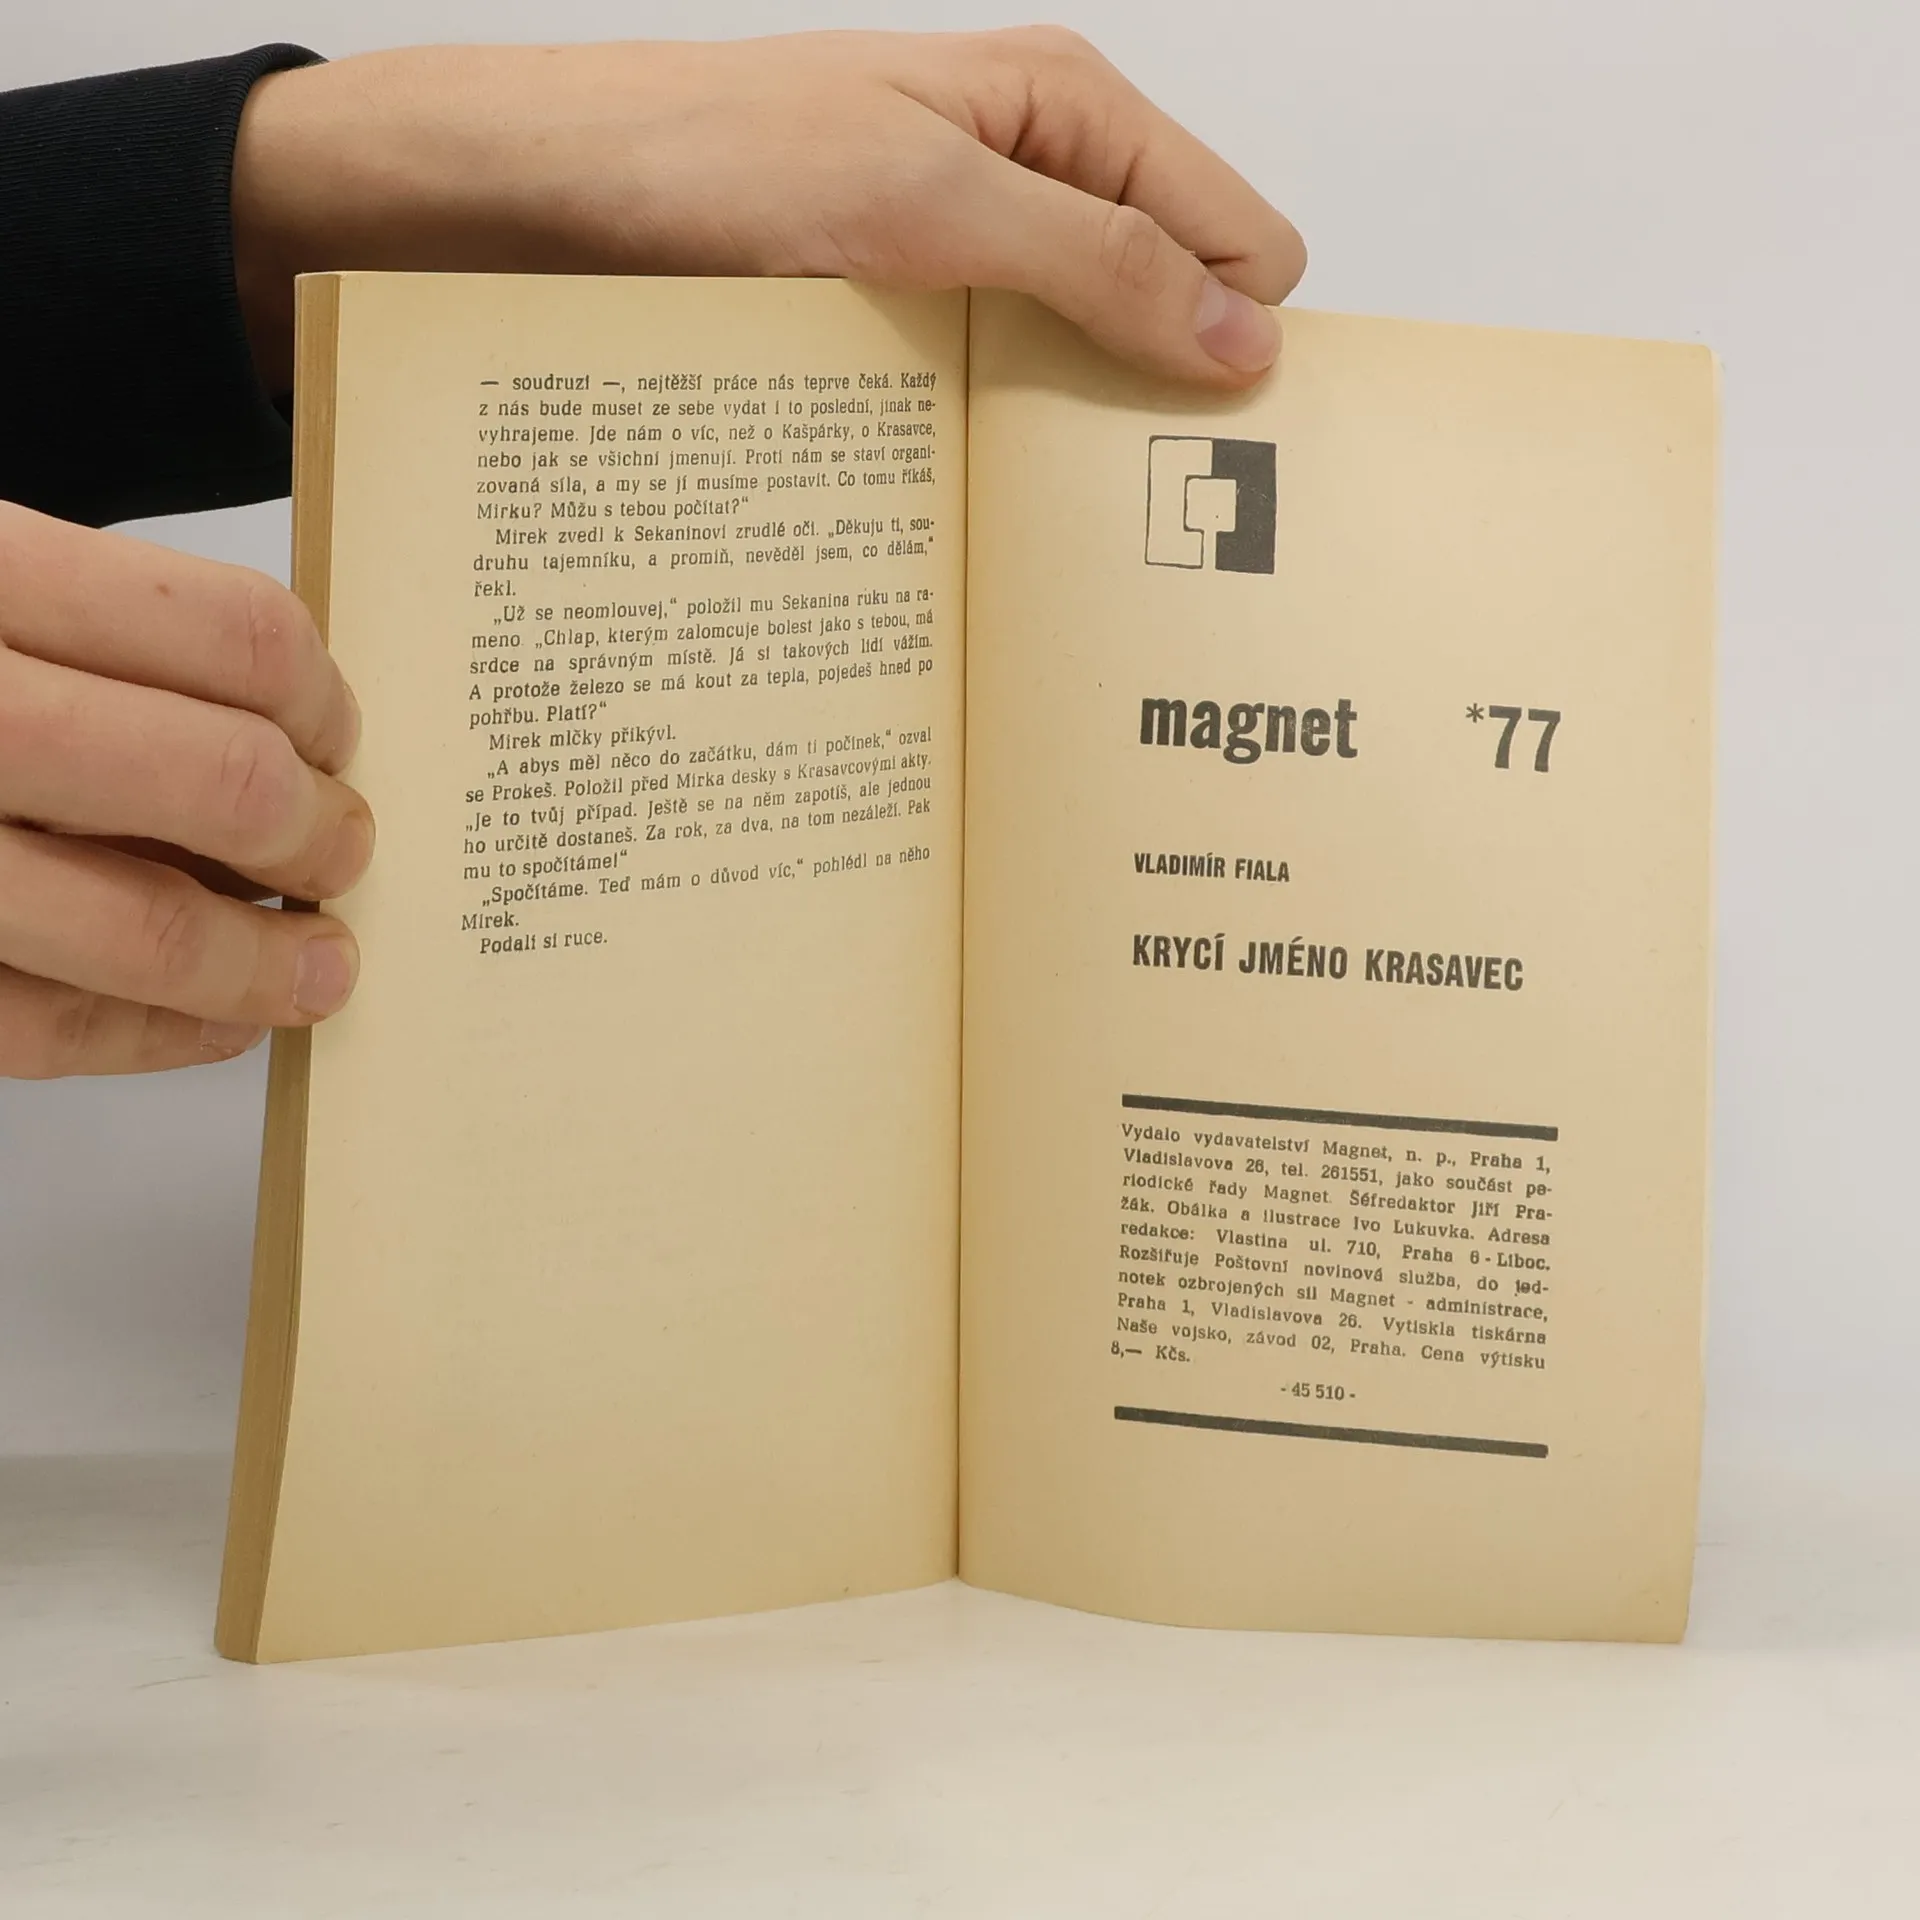 — soudruzi —, nejtěžší práce nás teprve čeká. Každý
z nás bude muset ze sebe vydat i to poslední, jinak ne-
vyhrajeme. Jde nám o víc, než o Kašpárky, o Krasavce,
nebo jak se všichni jmenují. Proti nám se staví organi-
zovaná síla, a my se jí musíme postavit. Co tomu říkáš,
Mirku? Můžu s tebou počítat?“
Mirek zvedl k Sekaninovi zrudlé oči. „Děkuju ti, sou-
druhu tajemníku, a promiň, nevěděl jsem, co dělám,“
řekl.
„Už se neomlouvej,“ položil mu Sekanina ruku na ra-
meno. „Chlap, kterým zalomcuje bolest jako s tebou, má
srdce na správným místě. Já si takových lidí vážím.
A protože železo se má kout za tepla, pojedeš hned po
pohřbu. Platí?“
Mirek mlčky přikývl.
„A abys měl něco do začátku, dám ti počinek,“ ozval
se Prokeš. Položil před Mirka desky s Krasavcovými akty.
„Je to tvůj případ. Ještě se na něm zapotíš, ale jednou
ho určitě dostaneš. Za rok, za dva, na tom nezáleží. Pak
mu to spočítáme!“
„Spočítáme. Teď mám o důvod víc,“ pohlédl na něho
Mirek.
Podali si ruce.
magnet *77
VLADIMÍR FIALA
KRYCÍ JMÉNO KRASAVEC
Vydalo vydavatelství Magnet, n. p., Praha 1,
Vladislavova 26, tel. 261551, jako součást pe-
riodické řady Magnet. Šéfredaktor Jiří Pra-
žák. Obálka a ilustrace Ivo Lukuvka. Adresa
redakce: Vlastina ul. 710, Praha 6 - Liboc.
Rozšiřuje Poštovní novinová služba, do jed-
notek ozbrojených sil Magnet - administrace,
Praha 1, Vladislavova 26. Vytiskla tiskárna
Naše vojsko, závod 02, Praha. Cena výtisku
8,— Kčs.
- 45 510 -